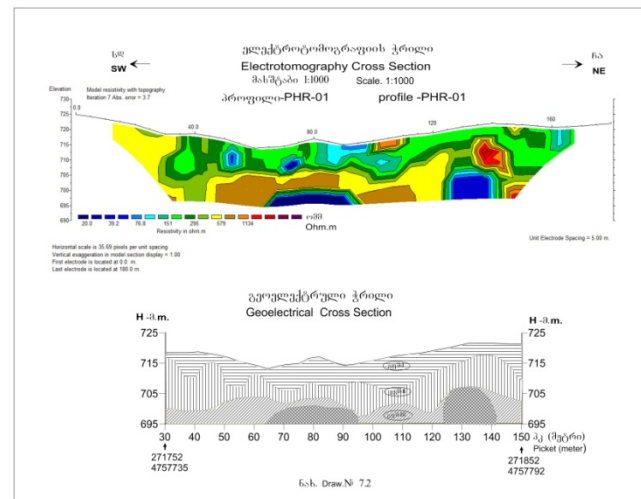 ელექტროტომოგრაფიის ჭრილი
Electrotomography Cross Section
მასშტაბი 1:1000 Scale. 1:1000
პროფილი-PHR-01 profile -PHR-01
სდ
SW
ჩა
NE
Elevation
Model resistivity with topography
Iteration 7 Abs. error = 3.7
730
725
720
715
710
705
700
695
690
0.0
40.0
80.0
120
160
20.0 39.2 76.8 151 295 579 1134
ომმ
Ohm.m
Resistivity in ohm.m
Horizontal scale is 35.69 pixels per unit spacing
Vertical exaggeration in model section display = 1.00
First electrode is located at 0.0 m.
Last electrode is located at 180.0 m.
Unit Electrode Spacing = 5.00 m.
გეოელექტრული ჭრილი
Geoelectrical Cross Section
H -მ.m. H -მ.m.
725 725
715 715
705 705
695 695
30 40 50 60 70 80 90 100 110 120 130 140 150
პკ (მეტრი)
Picket (meter)
271752
4757735
271852
4757792
ნახ. Draw.№ 7.2